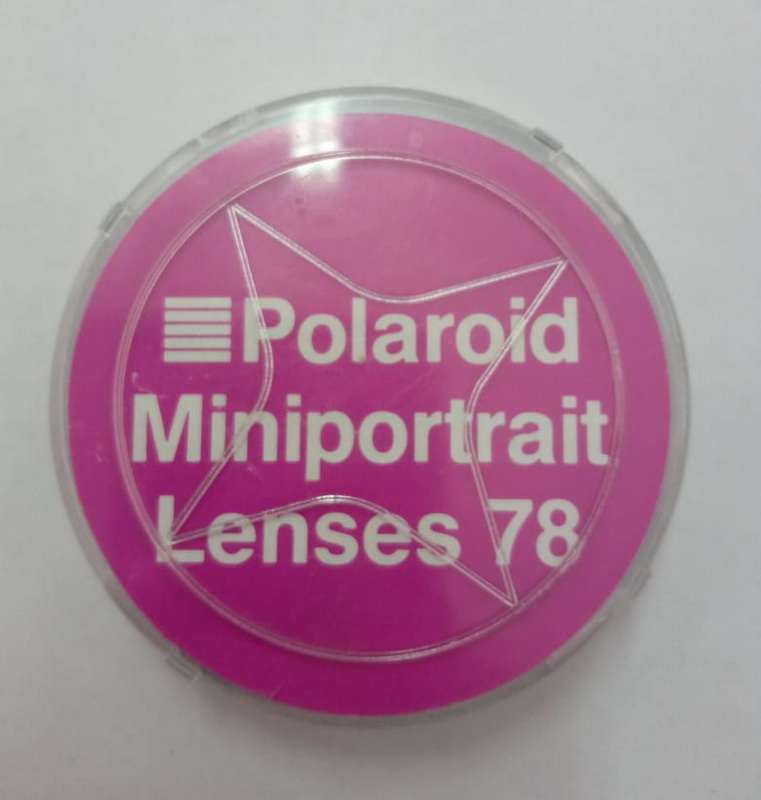 Polaroid
Miniportrait
Lenses 78